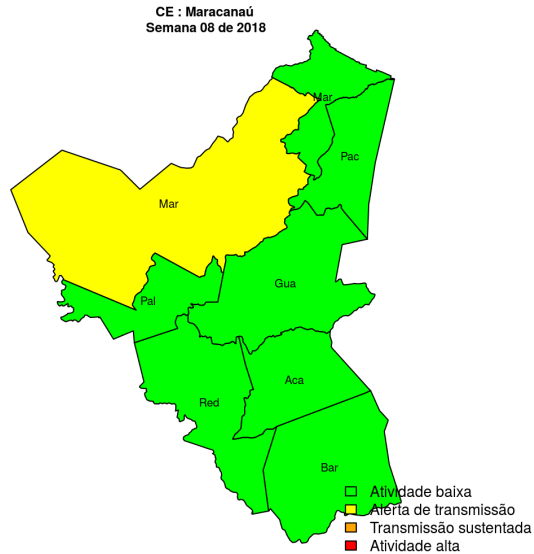 CE : Maracanaú
Semana 08 de 2018
Mar
Pac
Mar
Gua
Pal
Aca
Red
Bar
Atividade baixa
Alerta de transmissão
Transmissão sustentada
Atividade alta